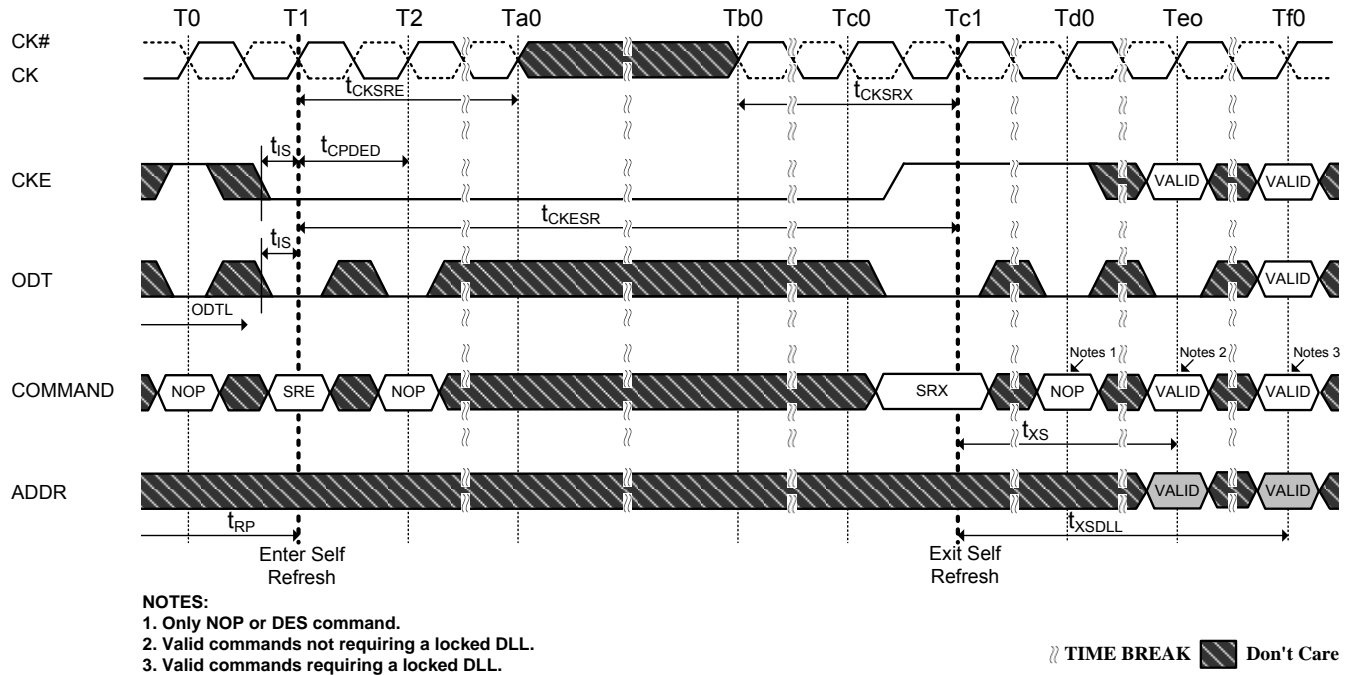 T0 T1 T2 Ta0 Tb0 Tc0 Tc1 Td0 Teo Tf0
CK#
CK
tCKSRE tCKSRX
tIS tCPDED
CKE VALID VALID
tCKESR
tIS
ODT VALID
ODTL
Notes 1 Notes 2 Notes 3
COMMAND NOP SRE NOP SRX NOP VALID VALID
tXS
ADDR VALID VALID
tRP tXSDLL
Enter Self Exit Self
Refresh Refresh
NOTES:
1. Only NOP or DES command.
2. Valid commands not requiring a locked DLL.
3. Valid commands requiring a locked DLL.
TIME BREAK Don't Care